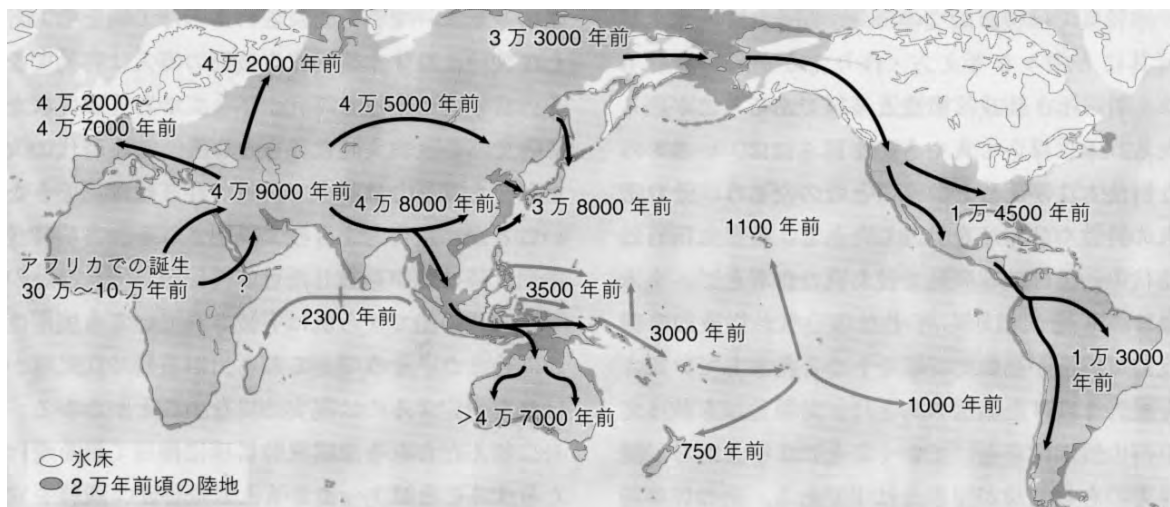 3万3000年前
4万2000年前
4万2000〜
4万7000年前
4万5000年前
4万9000年前
4万8000年前
3万8000年前
1100年前
1万4500年前
アフリカでの誕生
30万〜10万年前
?
2300年前
3500年前
3000年前
1万3000
年前
1000年前
>4万7000年前
750年前
氷床
2万年前頃の陸地